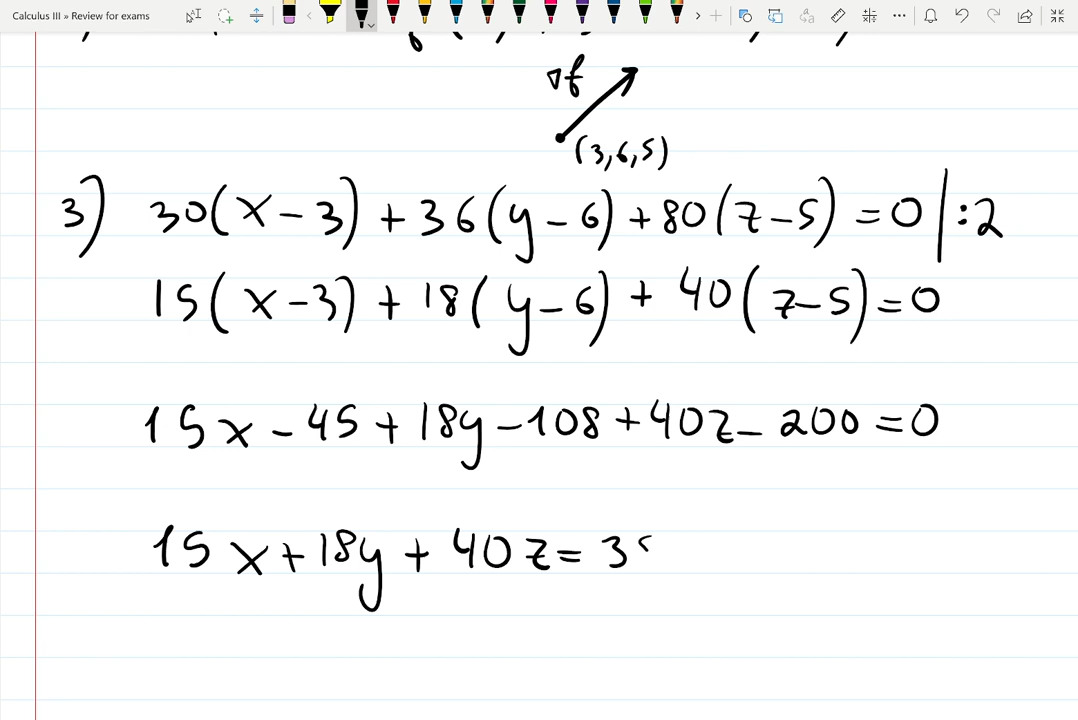 Calculus III » Review for exams
∇f
(3,6,5)
3) 30(x-3)+36(y-6)+80(z-5)=0 |:2
15(x-3)+18(y-6)+40(z-5)=0
15x-45+18y-108+40z-200=0
15x+18y+40z=3